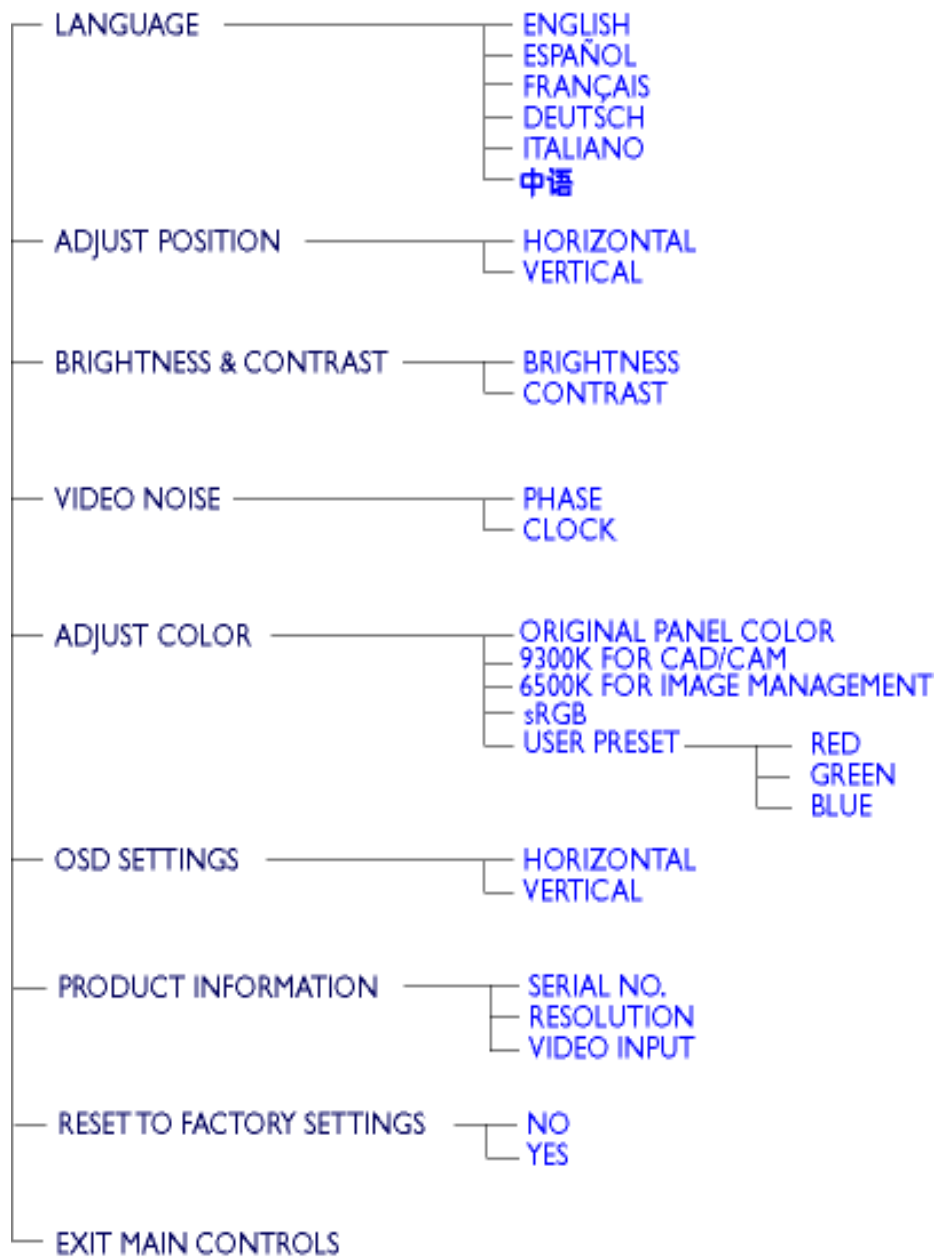 LANGUAGE
ENGLISH
ESPAÑOL
FRANÇAIS
DEUTSCH
ITALIANO
中语
ADJUST POSITION
HORIZONTAL
VERTICAL
BRIGHTNESS & CONTRAST
BRIGHTNESS
CONTRAST
VIDEO NOISE
PHASE
CLOCK
ADJUST COLOR
ORIGINAL PANEL COLOR
9300K FOR CAD/CAM
6500K FOR IMAGE MANAGEMENT
sRGB
USER PRESET
RED
GREEN
BLUE
OSD SETTINGS
HORIZONTAL
VERTICAL
PRODUCT INFORMATION
SERIAL NO.
RESOLUTION
VIDEO INPUT
RESET TO FACTORY SETTINGS
NO
YES
EXIT MAIN CONTROLS